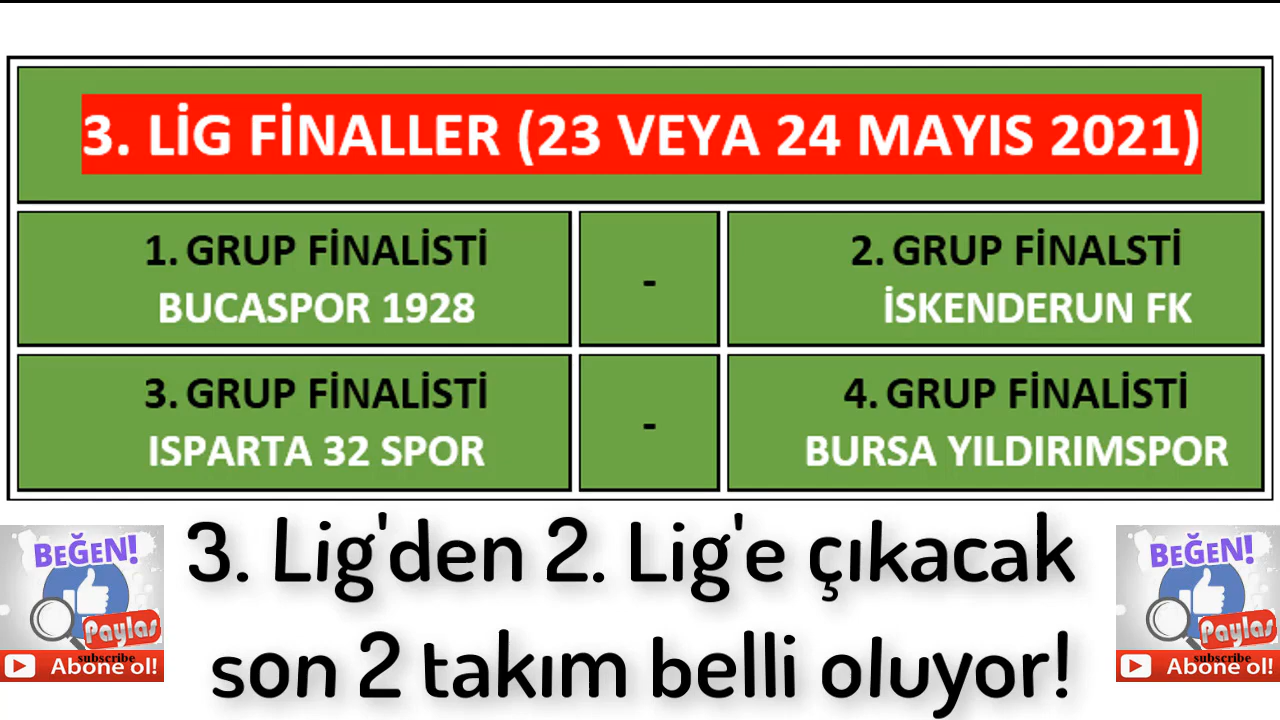 3. LİG FİNALLER (23 VEYA 24 MAYIS 2021)
1. GRUP FİNALİSTİ
BUCASPOR 1928
-
2. GRUP FİNALSTİ
İSKENDERUN FK
3. GRUP FİNALİSTİ
ISPARTA 32 SPOR
-
4. GRUP FİNALİSTİ
BURSA YILDIRIMSPOR
3. Lig'den 2. Lig'e çıkacak
son 2 takım belli oluyor!
BEĞEN!
Paylas
subscribe
Abone ol!
BEĞEN!
Paylas
subscribe
Abone ol!